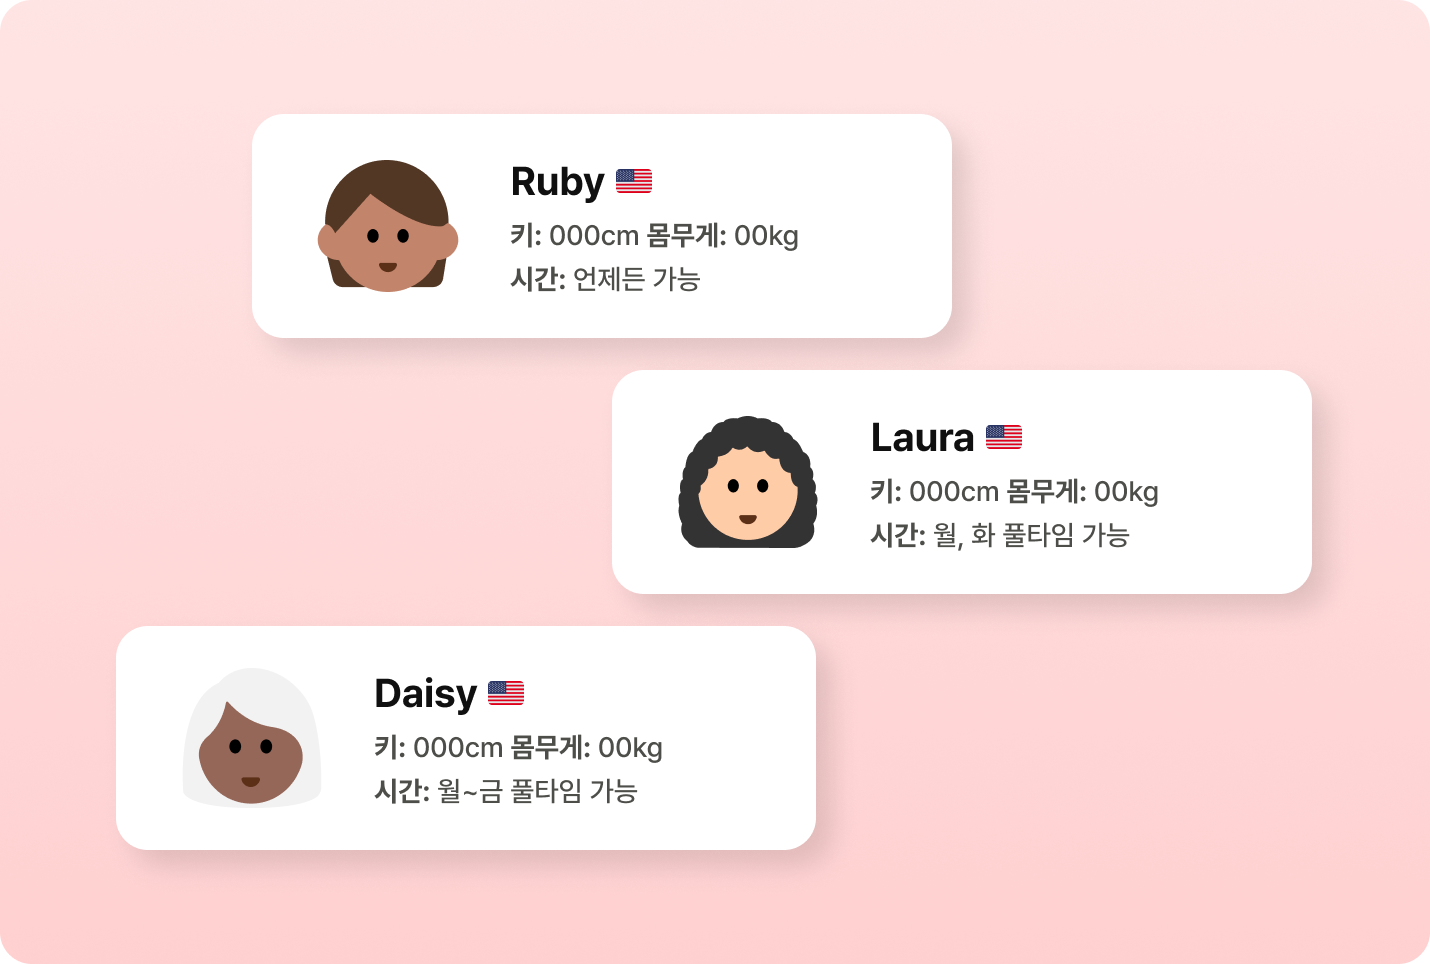 Ruby
키: 000cm 몸무게: 00kg
시간: 언제든 가능
Laura
키: 000cm 몸무게: 00kg
시간: 월, 화 풀타임 가능
Daisy
키: 000cm 몸무게: 00kg
시간: 월~금 풀타임 가능